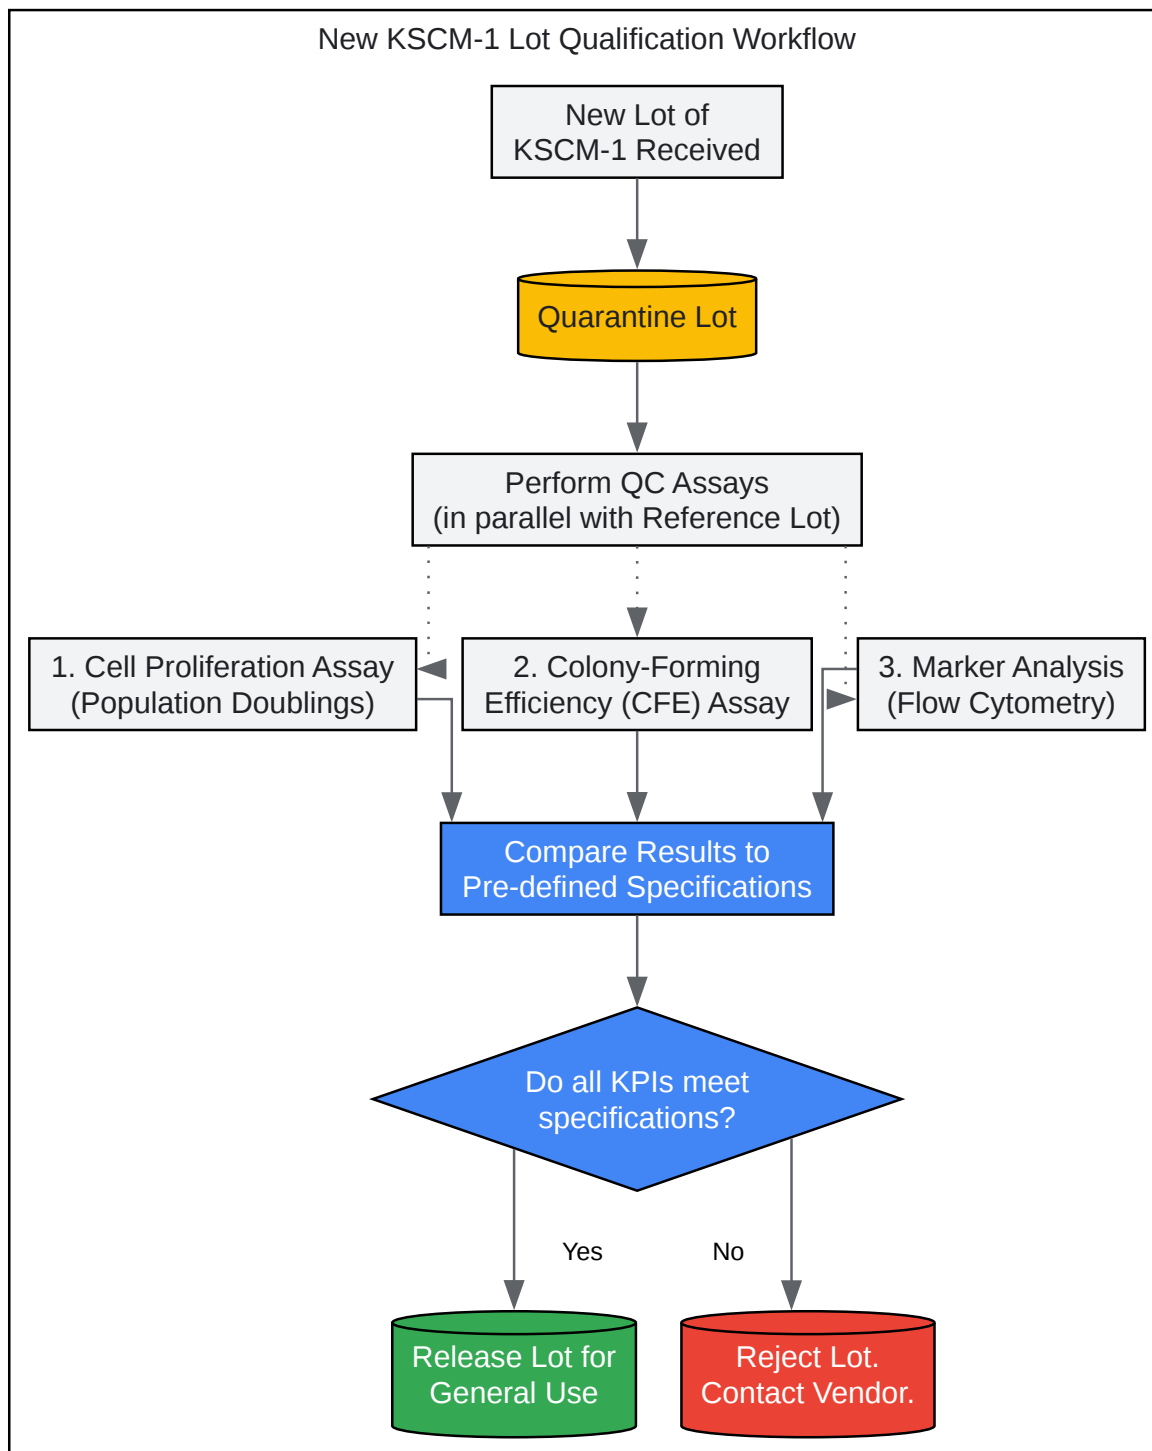 New KSCM-1 Lot Qualification Workflow
New Lot of
KSCM-1 Received
Quarantine Lot
Perform QC Assays
(in parallel with Reference Lot)
1. Cell Proliferation Assay
(Population Doublings)
2. Colony-Forming
Efficiency (CFE) Assay
3. Marker Analysis
(Flow Cytometry)
Compare Results to
Pre-defined Specifications
Do all KPIs meet
specifications?
Yes
No
Release Lot for
General Use
Reject Lot.
Contact Vendor.